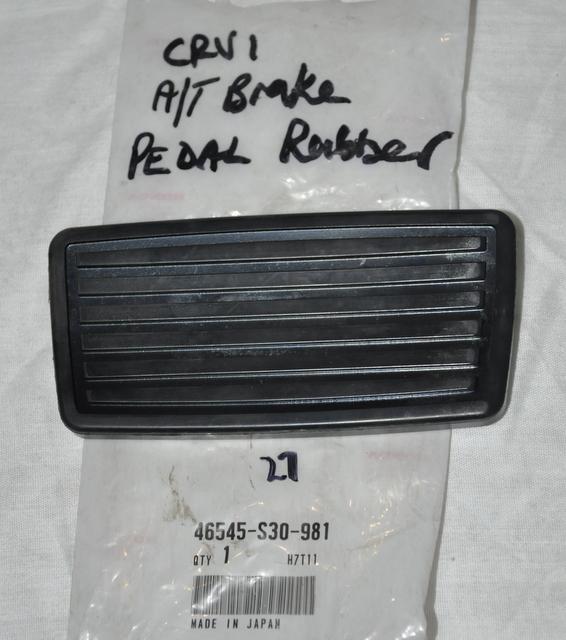 CRV 1
A/T Brake
PEDAL Rubber
27
46545-S30-981
QTY 1 H7T11
MADE IN JAPAN